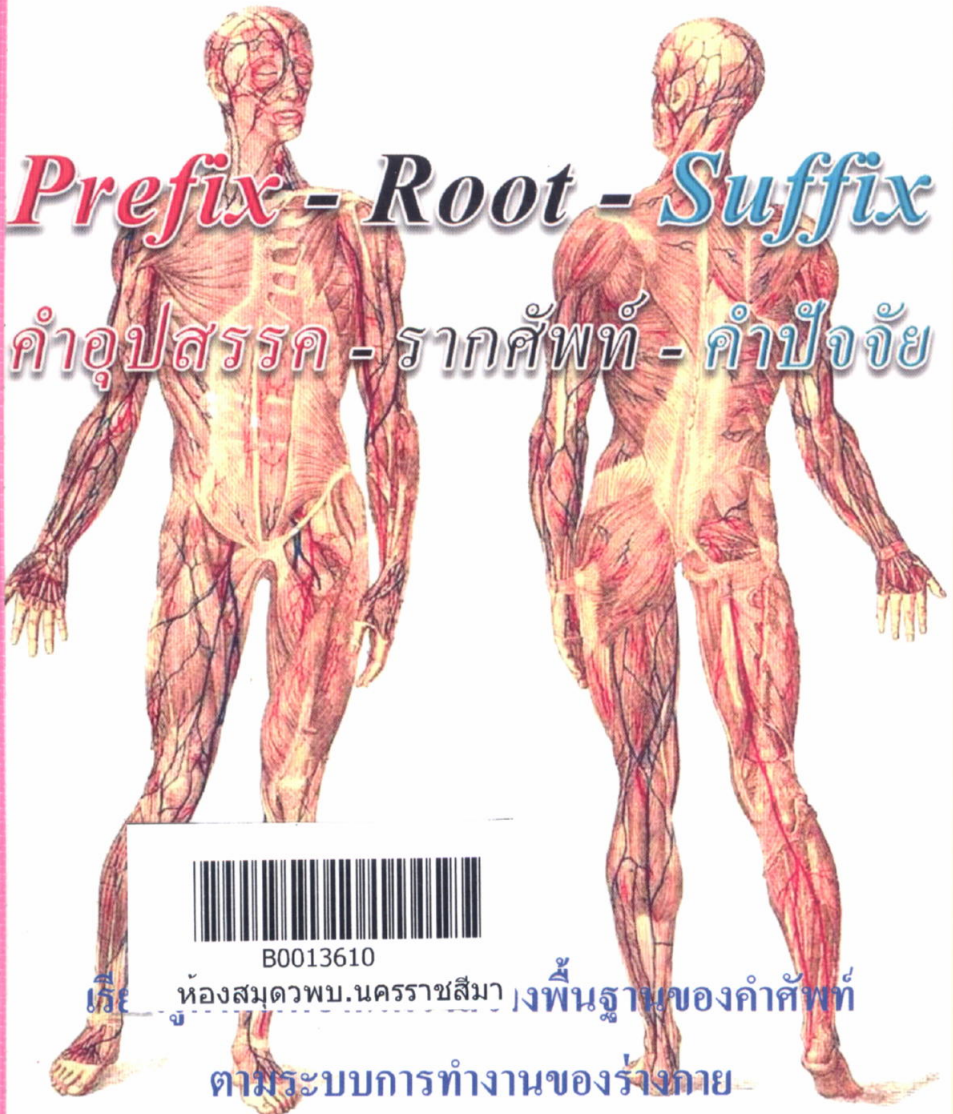 Prefix - Root - Suffix
คำอุปสรรค - รากศัพท์ - คำปัจจัย
B0013610
ห้องสมุดวพบ.นครราชสีมา
พื้นฐานของคำศัพท์
ตามระบบการทำงานของร่างกาย